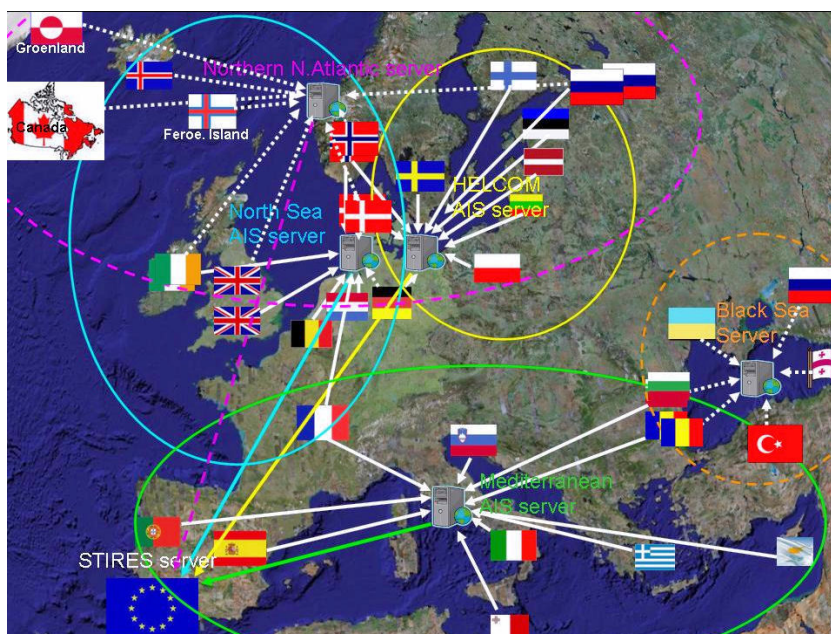 Groenland
Northern N.Atlantic server
Canada
Feroe. Island
HELCOM
AIS server
North Sea
AIS server
Black Sea
Server
Mediterranean
AIS server
STIRES server